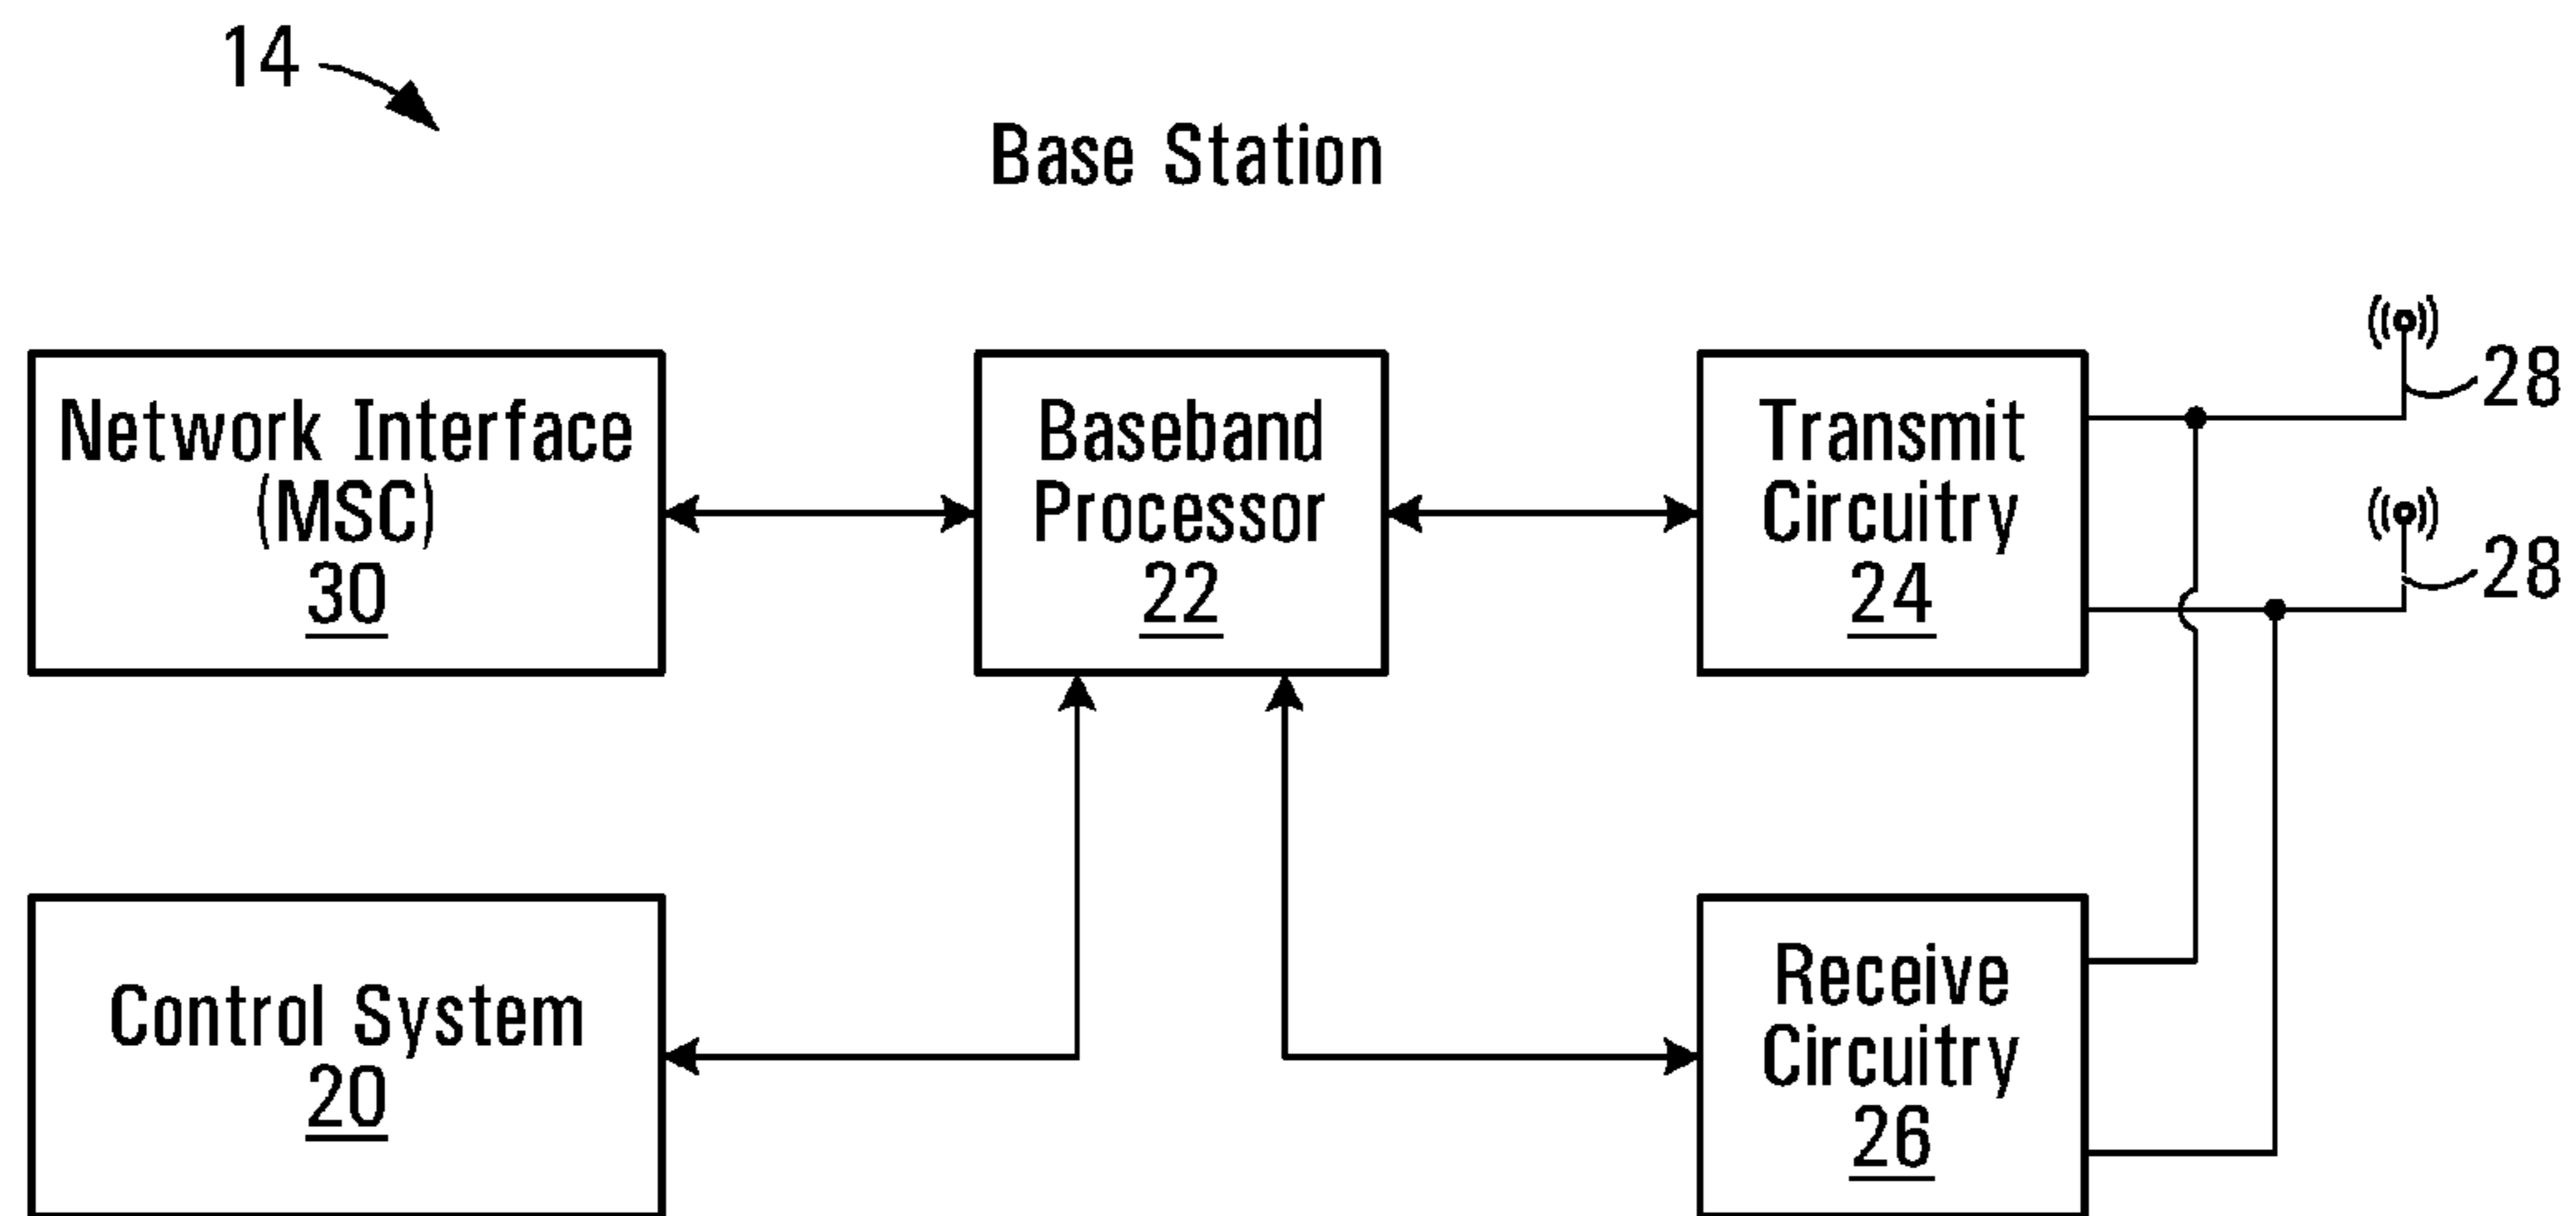 14
Base Station
Network Interface
(MSC)
30
Baseband
Processor
22
Transmit
Circuitry
24
28
28
Control System
20
Receive
Circuitry
26